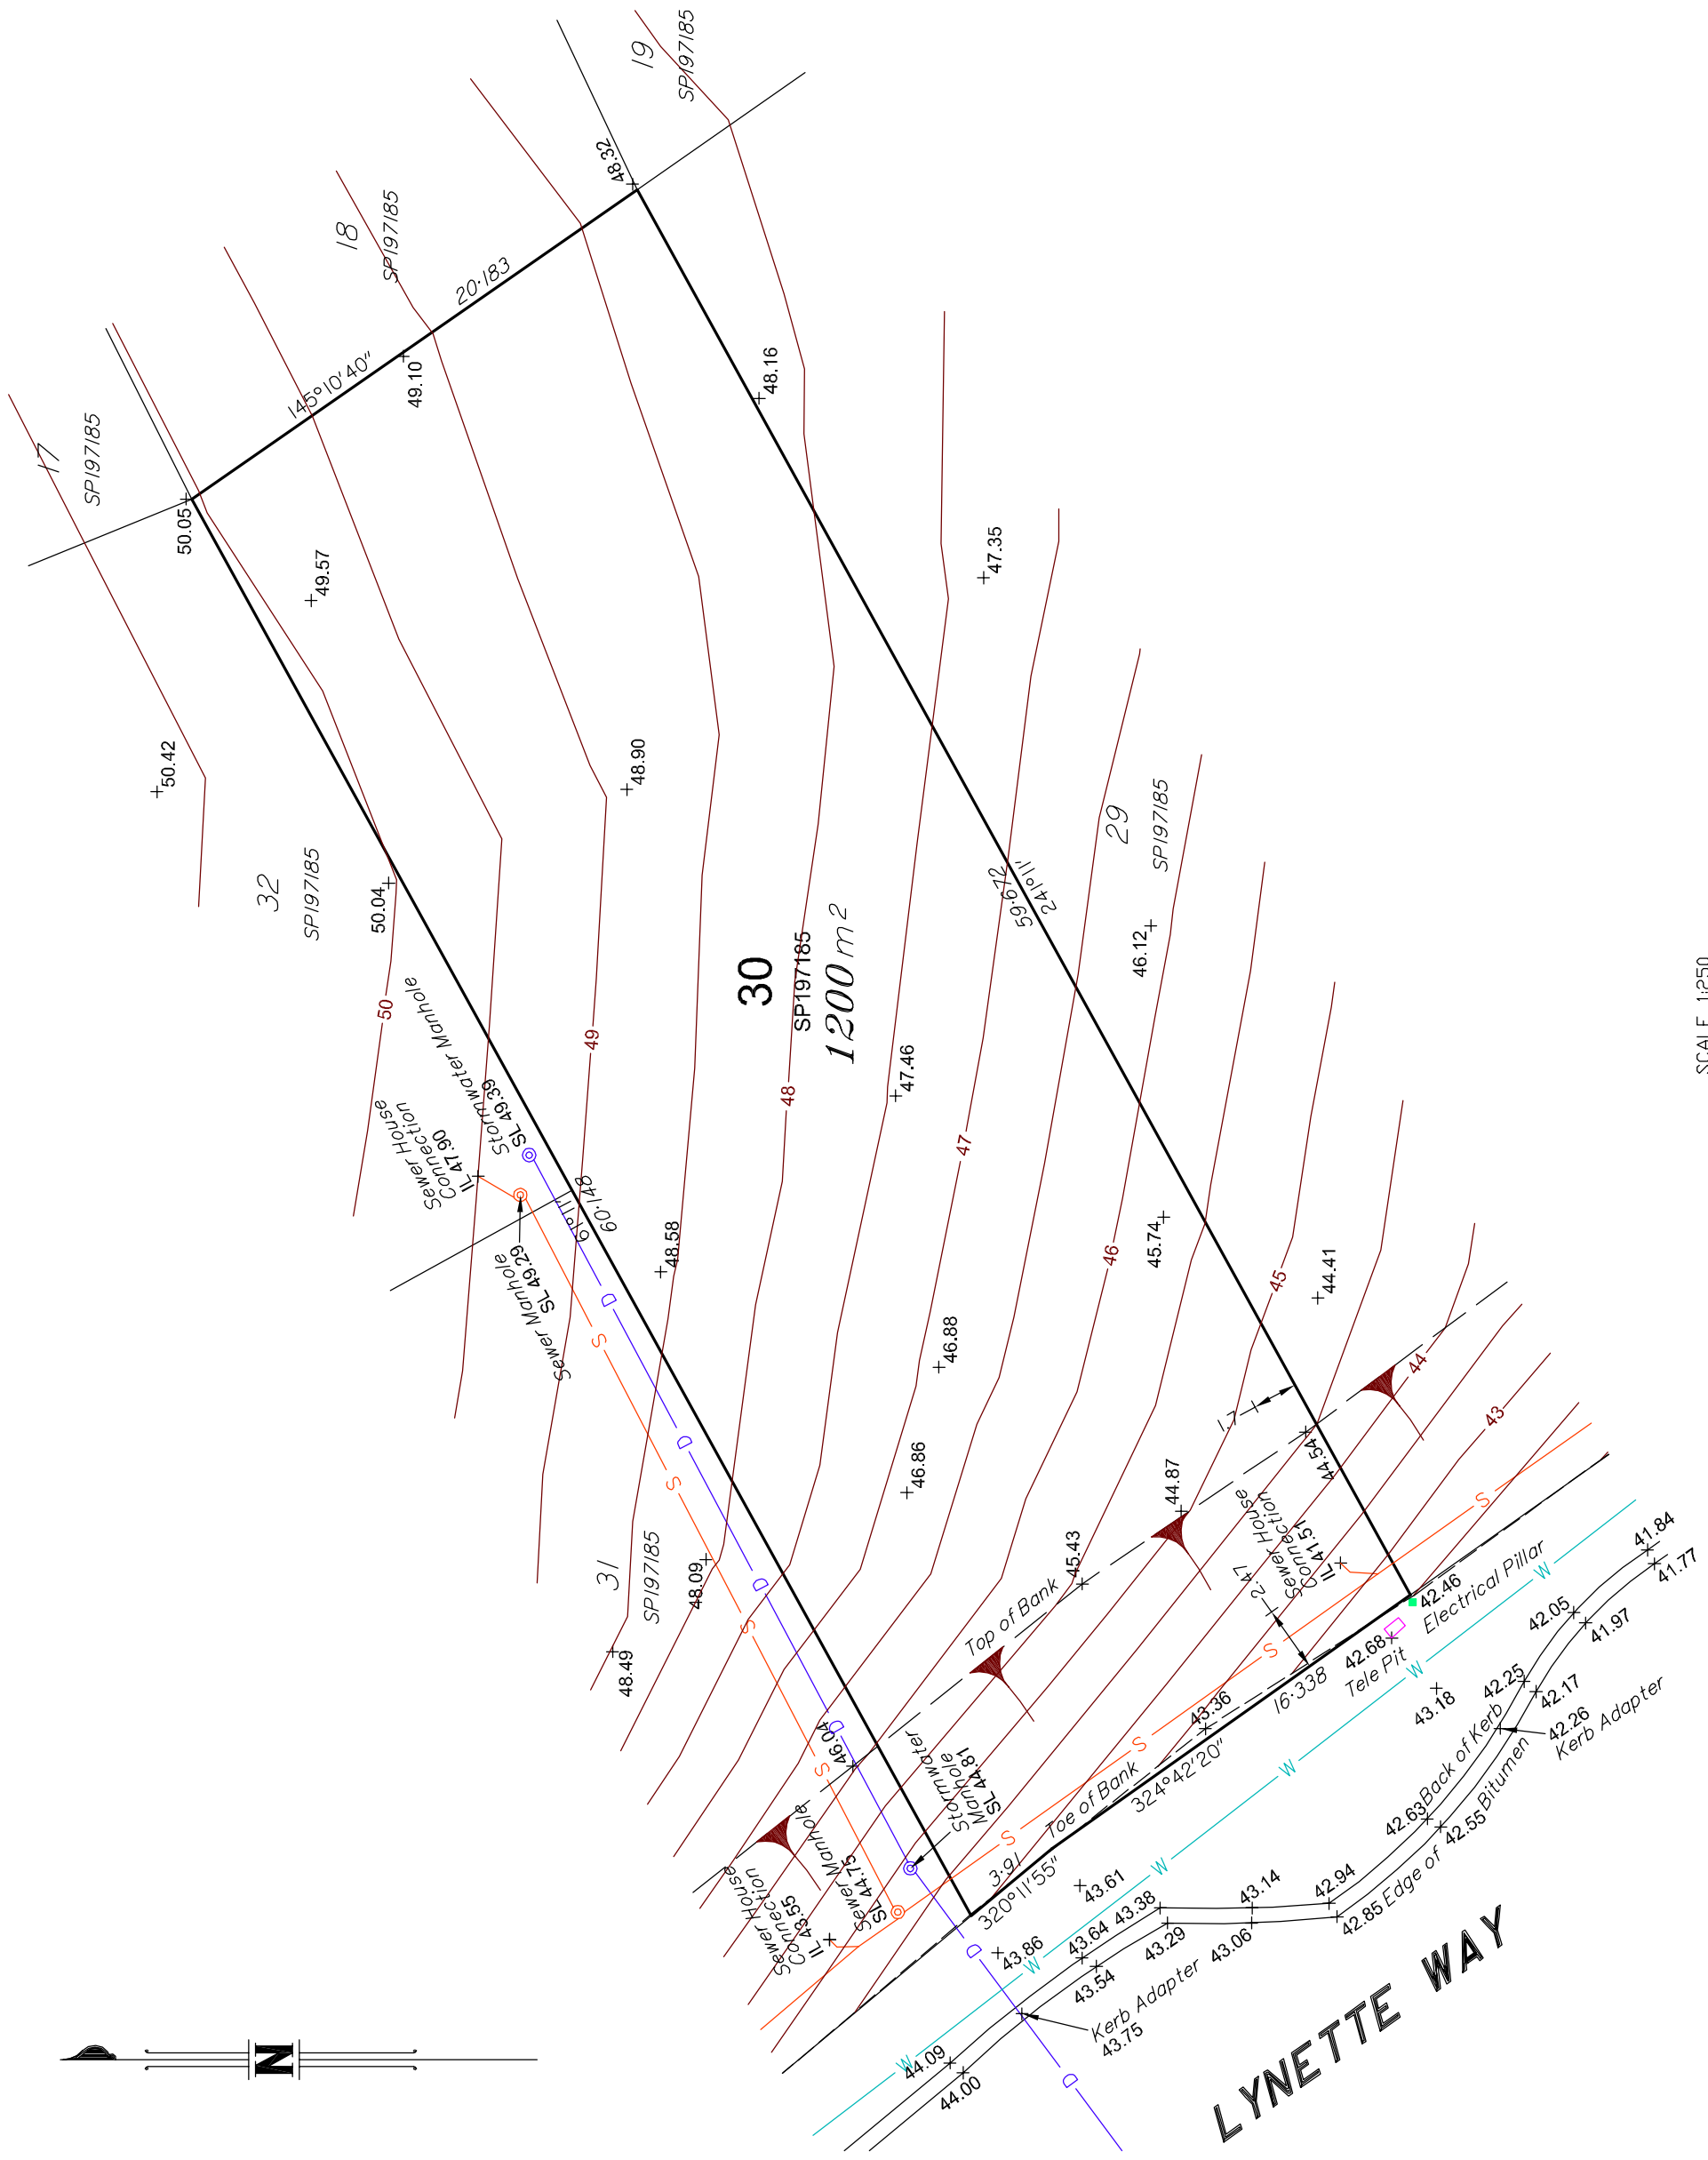 19
SP197185
48.32
18
SP197185
20·183
145°10'40"
49.10
17
SP197185
50.05
48.16
49.57
47.35
50.42
48.90
32
SP197185
50.04
29
SP197185
59·672
241°11'
46.12
30
SP197185
1200 m2
50
49
48
47
46
45
44
43
47.46
Stormwater Manhole
SL 49.39
Sewer House
Connection
IL 47.90
61°11'
60·148
Sewer Manhole
SL 49.29
D
S
48.58
45.74
44.41
46.88
46.86
1.7
44.54
44.87
31
SP197185
48.09
48.49
45.43
Top of Bank
Sewer House
Connection
IL 41.51
2.47
46.04
Stormwater
Manhole
SL 44.81
Sewer Manhole
SL 44.75
Sewer House
Connection
IL 43.55
S
S
D
D
D
S
S
D
S
S
S
S
S
D
D
43.36
Toe of Bank
16·338
324°42'20"
3·91
320°11'55"
42.46
Electrical Pillar
42.68
Tele Pit
W
W
W
W
W
W
43.18
43.61
43.86
41.84
41.77
42.05
41.97
42.25
42.17
42.26
Kerb Adapter
Back of Kerb
42.63
42.55
Edge of Bitumen
42.94
42.85
43.14
43.06
43.38
43.29
43.64
43.54
Kerb Adapter
43.75
44.09
44.00
LYNETTE WAY
N
SCALE 1:250